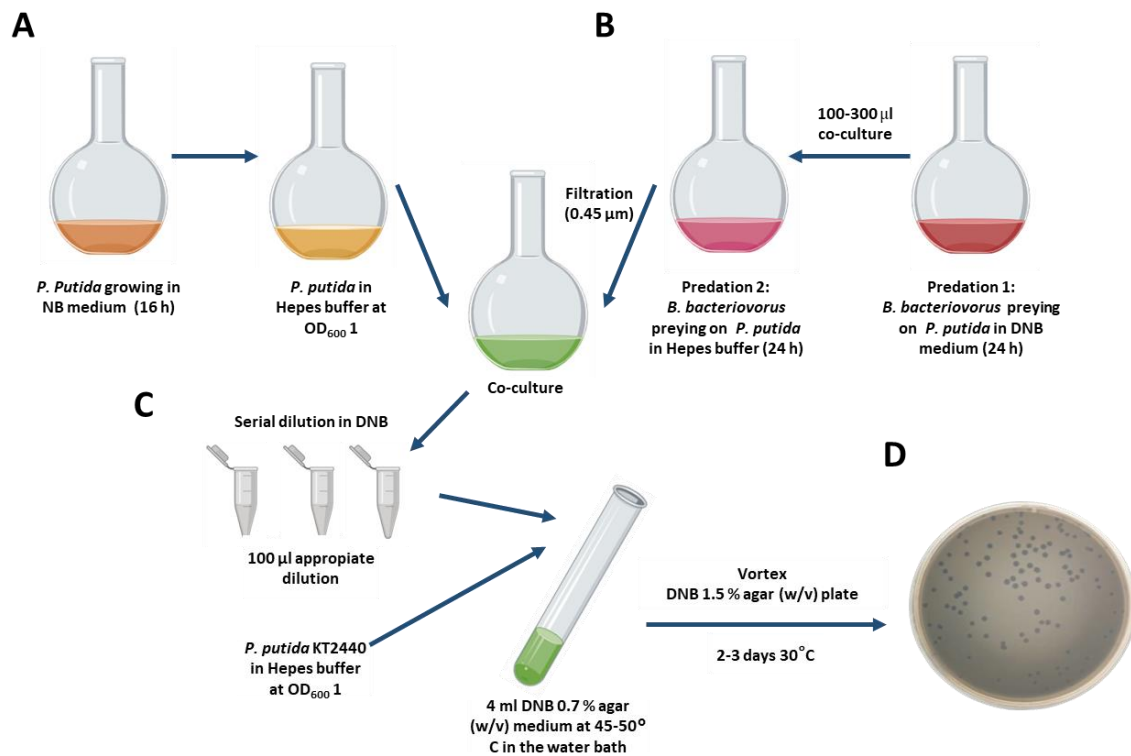 A
P. Putida growing in
NB medium (16 h)
P. putida in
Hepes buffer at
OD600 1
B
100-300 µl
co-culture
Filtration
(0.45 µm)
Predation 2:
B. bacteriovorus
preying on P. putida
in Hepes buffer (24 h)
Predation 1:
B. bacteriovorus preying
on P. putida in DNB
medium (24 h)
Co-culture
C
Serial dilution in DNB
100 µl appropiate
dilution
P. putida KT2440
in Hepes buffer
at OD600 1
4 ml DNB 0.7 % agar
(w/v) medium at 45-50°
C in the water bath
Vortex
DNB 1.5 % agar (w/v) plate
2-3 days 30°C
D